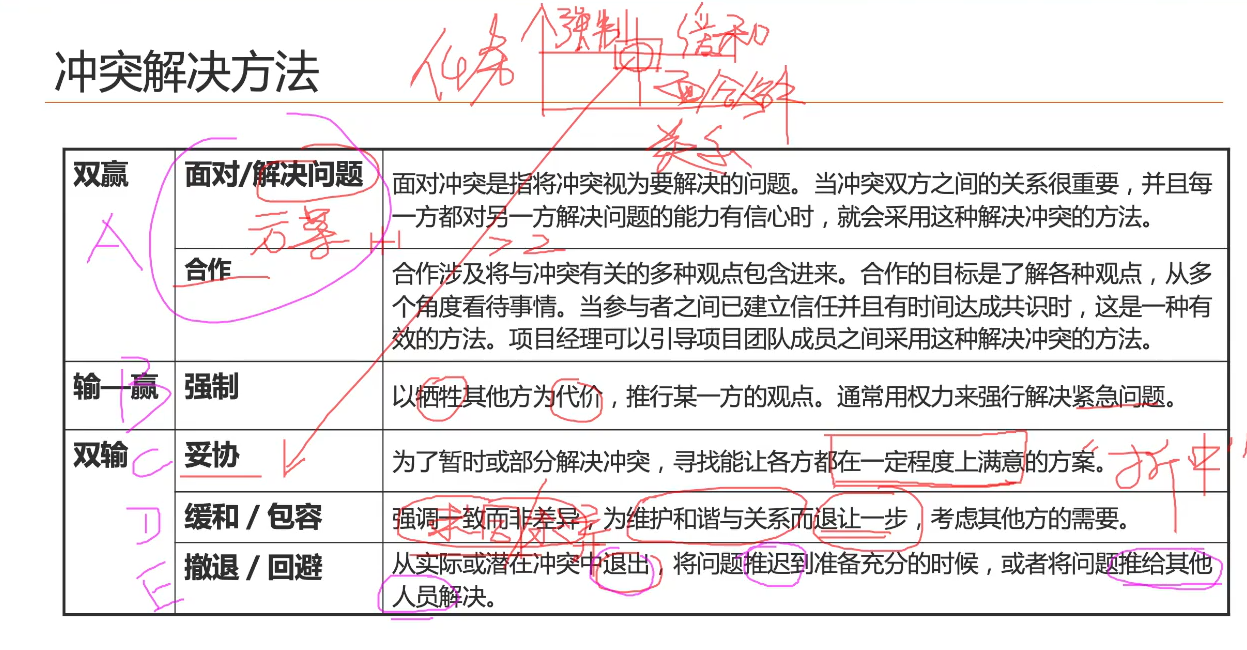 冲突解决方法
任务
强制
缓和
中
面合解
关系
双赢
面对/解决问题
面对冲突是指将冲突视为要解决的问题。当冲突双方之间的关系很重要，并且每
一方都对另一方解决问题的能力有信心时，就会采用这种解决冲突的方法。
方案 1+1 >2
A
合作
合作涉及将与冲突有关的多种观点包含进来。合作的目标是了解各种观点，从多
个角度看待事情。当参与者之间已建立信任并且有时间达成共识时，这是一种有
效的方法。项目经理可以引导项目团队成员之间采用这种解决冲突的方法。
输一赢
B
强制
以牺牲其他方为代价，推行某一方的观点。通常用权力来强行解决紧急问题。
双输
C
妥协
为了暂时或部分解决冲突，寻找能让各方都在一定程度上满意的方案。
“折中”
D
缓和 / 包容
强调一致而非差异，为维护和谐与关系而退让一步，考虑其他方的需要。
求同存异
E
撤退 / 回避
从实际或潜在冲突中退出，将问题推迟到准备充分的时候，或者将问题推给其他
人员解决。